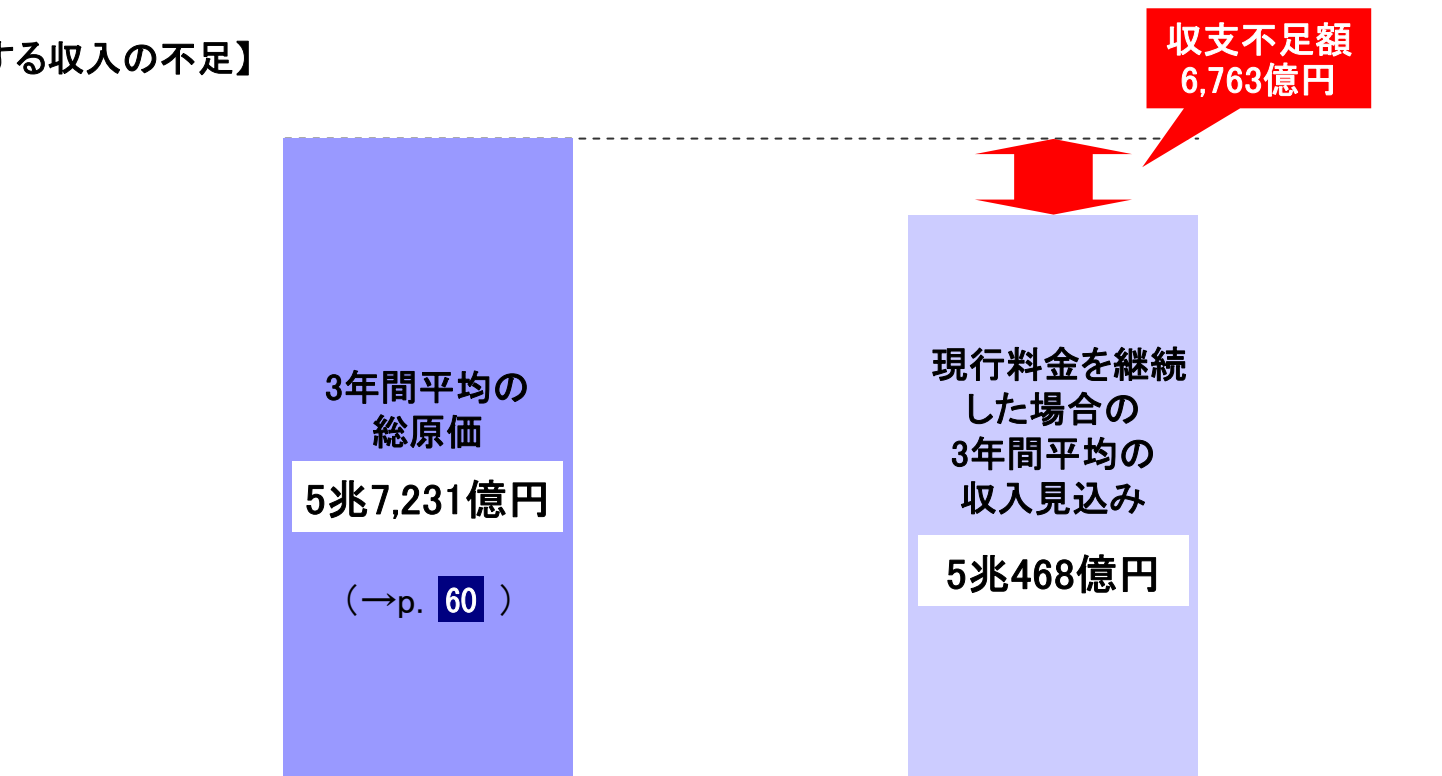 する収入の不足】
収支不足額
6,763億円
3年間平均の
総原価
5兆7,231億円
（→p. 60 ）
現行料金を継続
した場合の
3年間平均の
収入見込み
5兆468億円